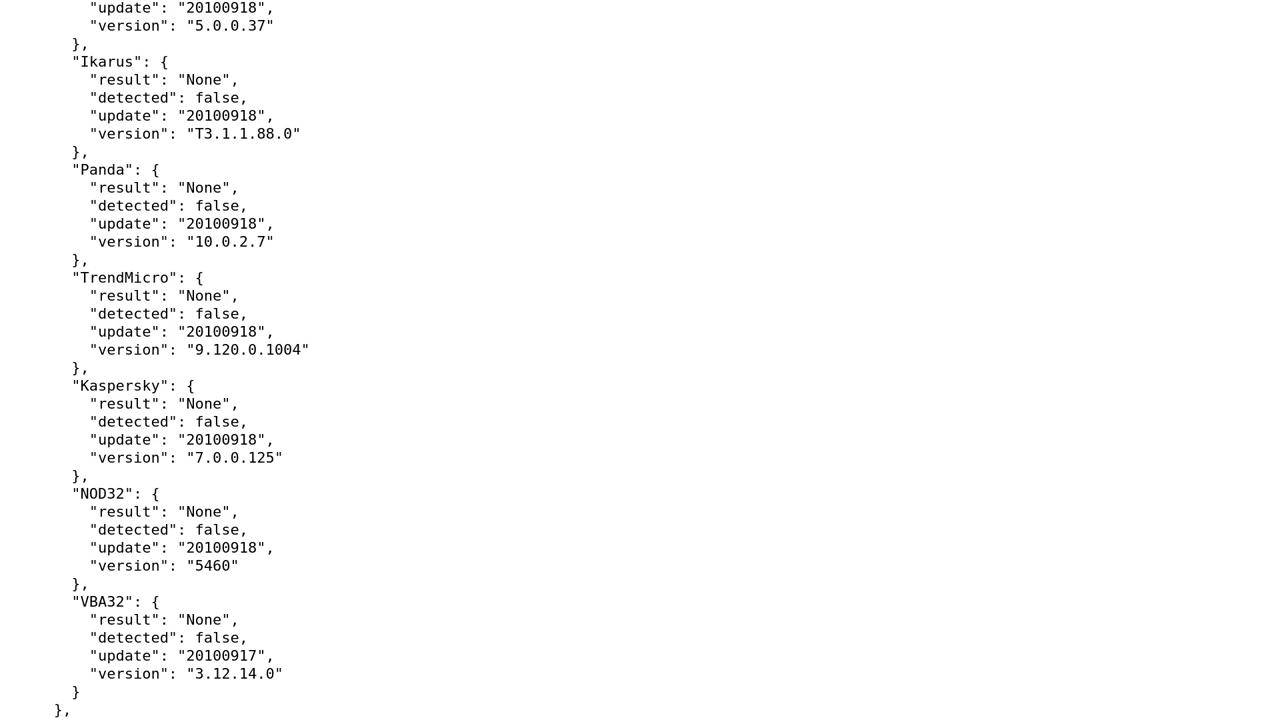 "update": "20100918",
"version": "5.0.0.37"
},
"Ikarus": {
"result": "None",
"detected": false,
"update": "20100918",
"version": "T3.1.1.88.0"
},
"Panda": {
"result": "None",
"detected": false,
"update": "20100918",
"version": "10.0.2.7"
},
"TrendMicro": {
"result": "None",
"detected": false,
"update": "20100918",
"version": "9.120.0.1004"
},
"Kaspersky": {
"result": "None",
"detected": false,
"update": "20100918",
"version": "7.0.0.125"
},
"NOD32": {
"result": "None",
"detected": false,
"update": "20100918",
"version": "5460"
},
"VBA32": {
"result": "None",
"detected": false,
"update": "20100917",
"version": "3.12.14.0"
}
},